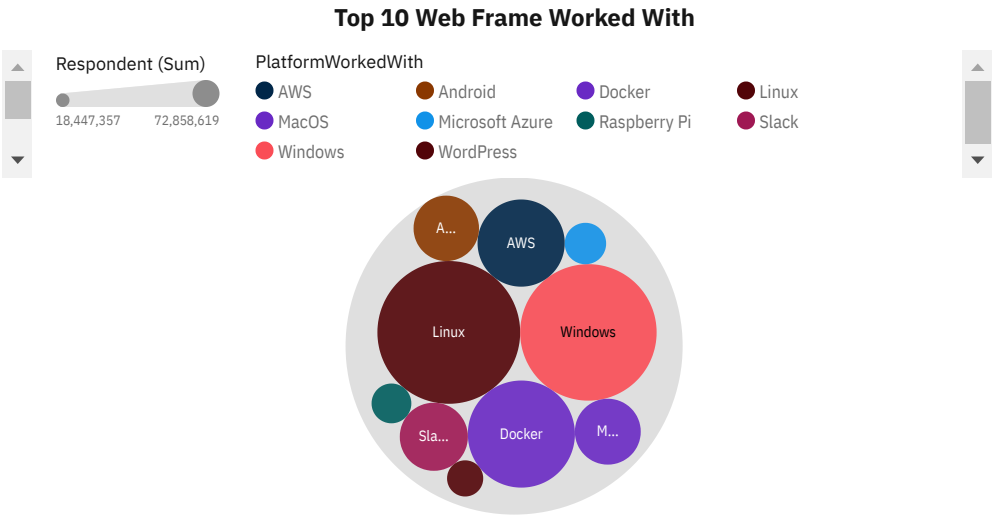 Top 10 Web Frame Worked With
Respondent (Sum)
18,447,357 72,858,619
PlatformWorkedWith
AWS Android Docker Linux
MacOS Microsoft Azure Raspberry Pi Slack
Windows WordPress
A...
AWS
Linux
Windows
Sla...
Docker
M...